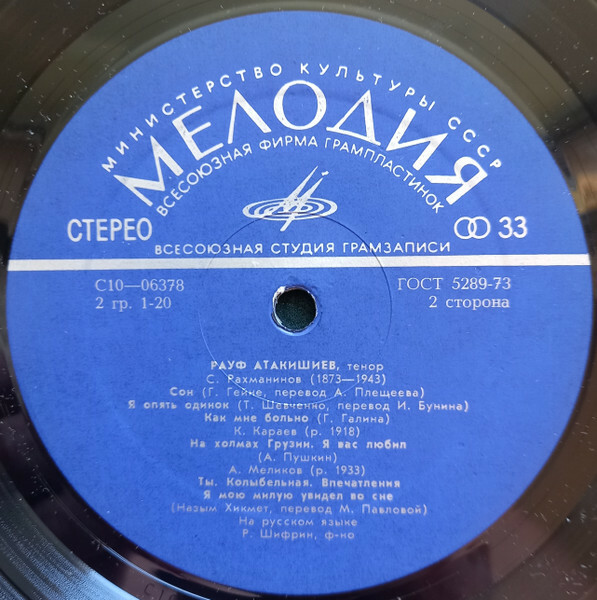 МИНИСТЕРСТВО КУЛЬТУРЫ СССР
МЕЛОДИЯ
ВСЕСОЮЗНАЯ ФИРМА ГРАМПЛАСТИНОК
СТЕРЕО
33
ВСЕСОЮЗНАЯ СТУДИЯ ГРАМЗАПИСИ
С10—06378
ГОСТ 5289-73
2 гр. 1-20
2 сторона
РАУФ АТАКИШИЕВ, тенор
С. Рахманинов (1873—1943)
Сон (Г. Гейне, перевод А. Плещеева)
Я опять одинок (Т. Шевченко, перевод И. Бунина)
Как мне больно (Г. Галина)
К. Караев (р. 1918)
На холмах Грузии. Я вас любил
(А. Пушкин)
А. Меликов (р. 1933)
Ты. Колыбельная. Впечатления
Я мою милую увидел во сне
(Назым Хикмет, перевод М. Павловой)
На русском языке
Р. Шифрин, ф-но